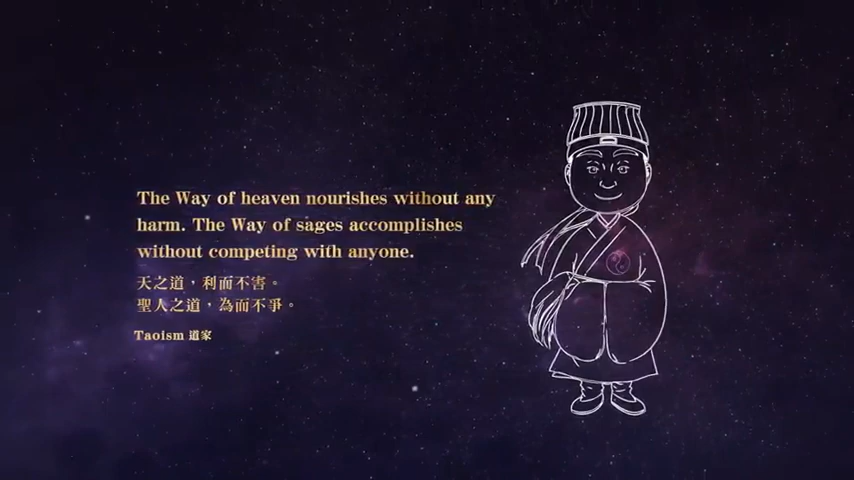 The Way of heaven nourishes without any
harm. The Way of sages accomplishes
without competing with anyone.
天之道，利而不害。
聖人之道，為而不爭。
Taoism 道家